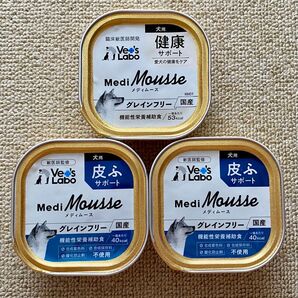 臨床獣医師開発
犬用
Vet's Labo
健康
サポート
愛犬の健康をケア
Medi Mousse
メディムース
グレインフリー 国産
機能性栄養補助食
53kcal
獣医師監修
犬用
Vet's Labo
皮ふ
サポート
Medi Mousse
メディムース
グレインフリー 国産
機能性栄養補助食
40kcal
不使用
獣医師監修
犬用
Vet's Labo
皮ふ
サポート
Medi Mousse
メディムース
グレインフリー 国産
機能性栄養補助食
40kcal
不使用